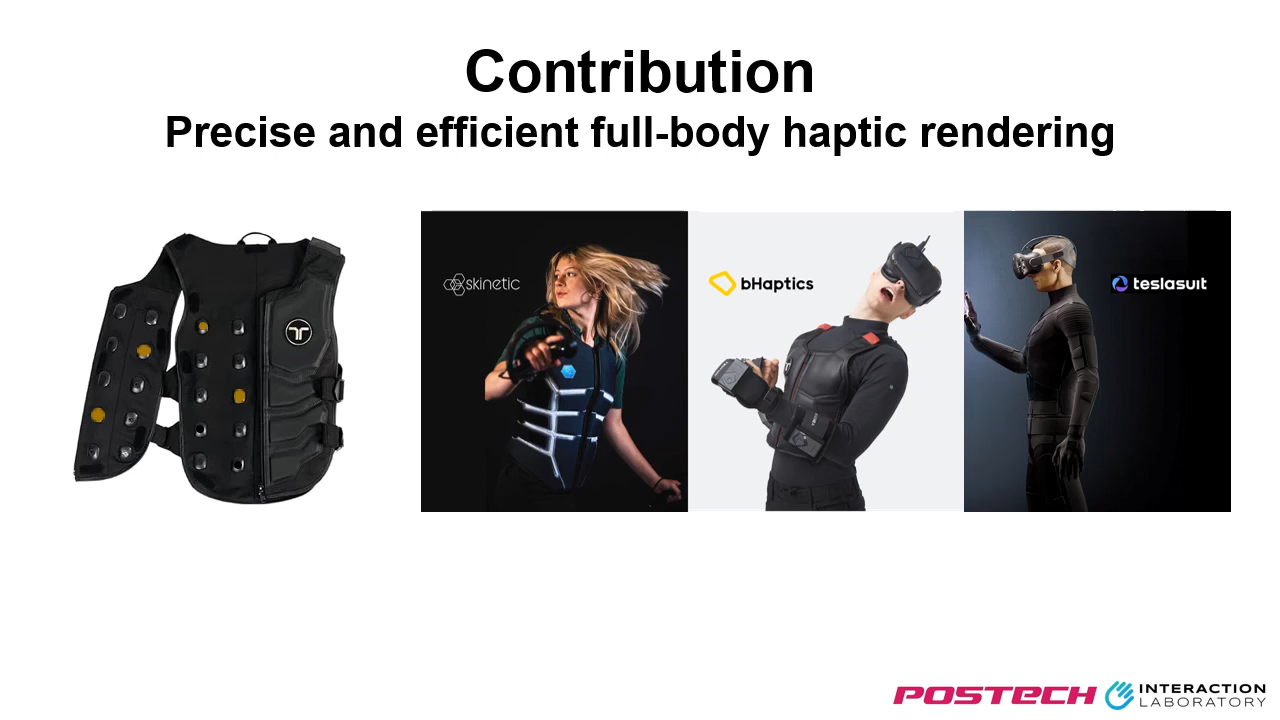 Contribution
Precise and efficient full-body haptic rendering
skinetic
bHaptics
teslasuit
POSTECH
INTERACTION
LABORATORY